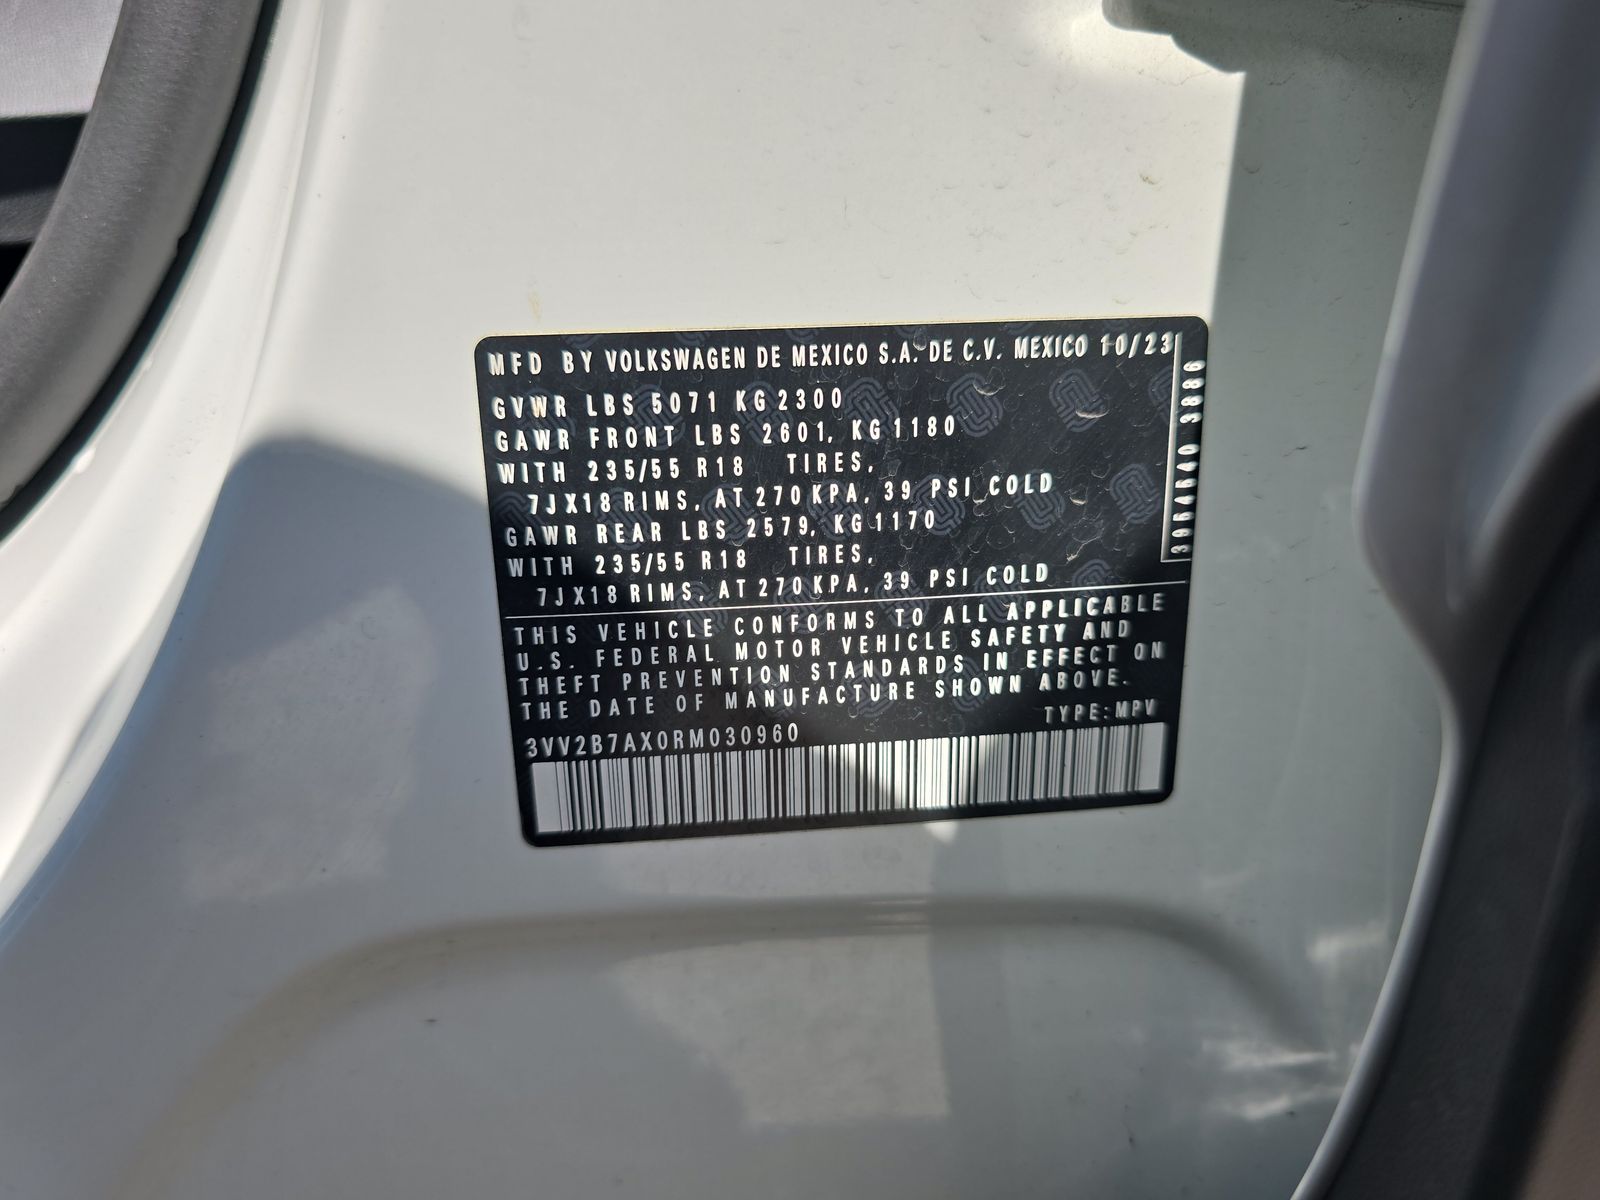 MFD BY VOLKSWAGEN DE MEXICO S.A. DE C.V. MEXICO 10/23
GVWR LBS 5071 KG 2300
GAWR FRONT LBS 2601, KG 1180
WITH 235/55 R18 TIRES,
7JX18 RIMS, AT 270 KPA, 39 PSI COLD
GAWR REAR LBS 2579, KG 1170
WITH 235/55 R18 TIRES,
7JX18 RIMS, AT 270 KPA, 39 PSI COLD
THIS VEHICLE CONFORMS TO ALL APPLICABLE
U.S. FEDERAL MOTOR VEHICLE SAFETY AND
THEFT PREVENTION STANDARDS IN EFFECT ON
THE DATE OF MANUFACTURE SHOWN ABOVE.
TYPE:MPV
3VV2B7AX0RM030960